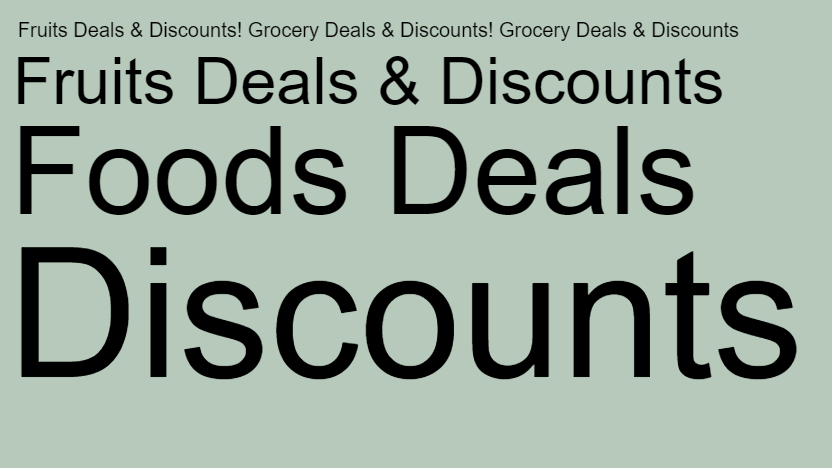 Fruits Deals & Discounts! Grocery Deals & Discounts! Grocery Deals & Discounts
Fruits Deals & Discounts
Foods Deals
Discounts